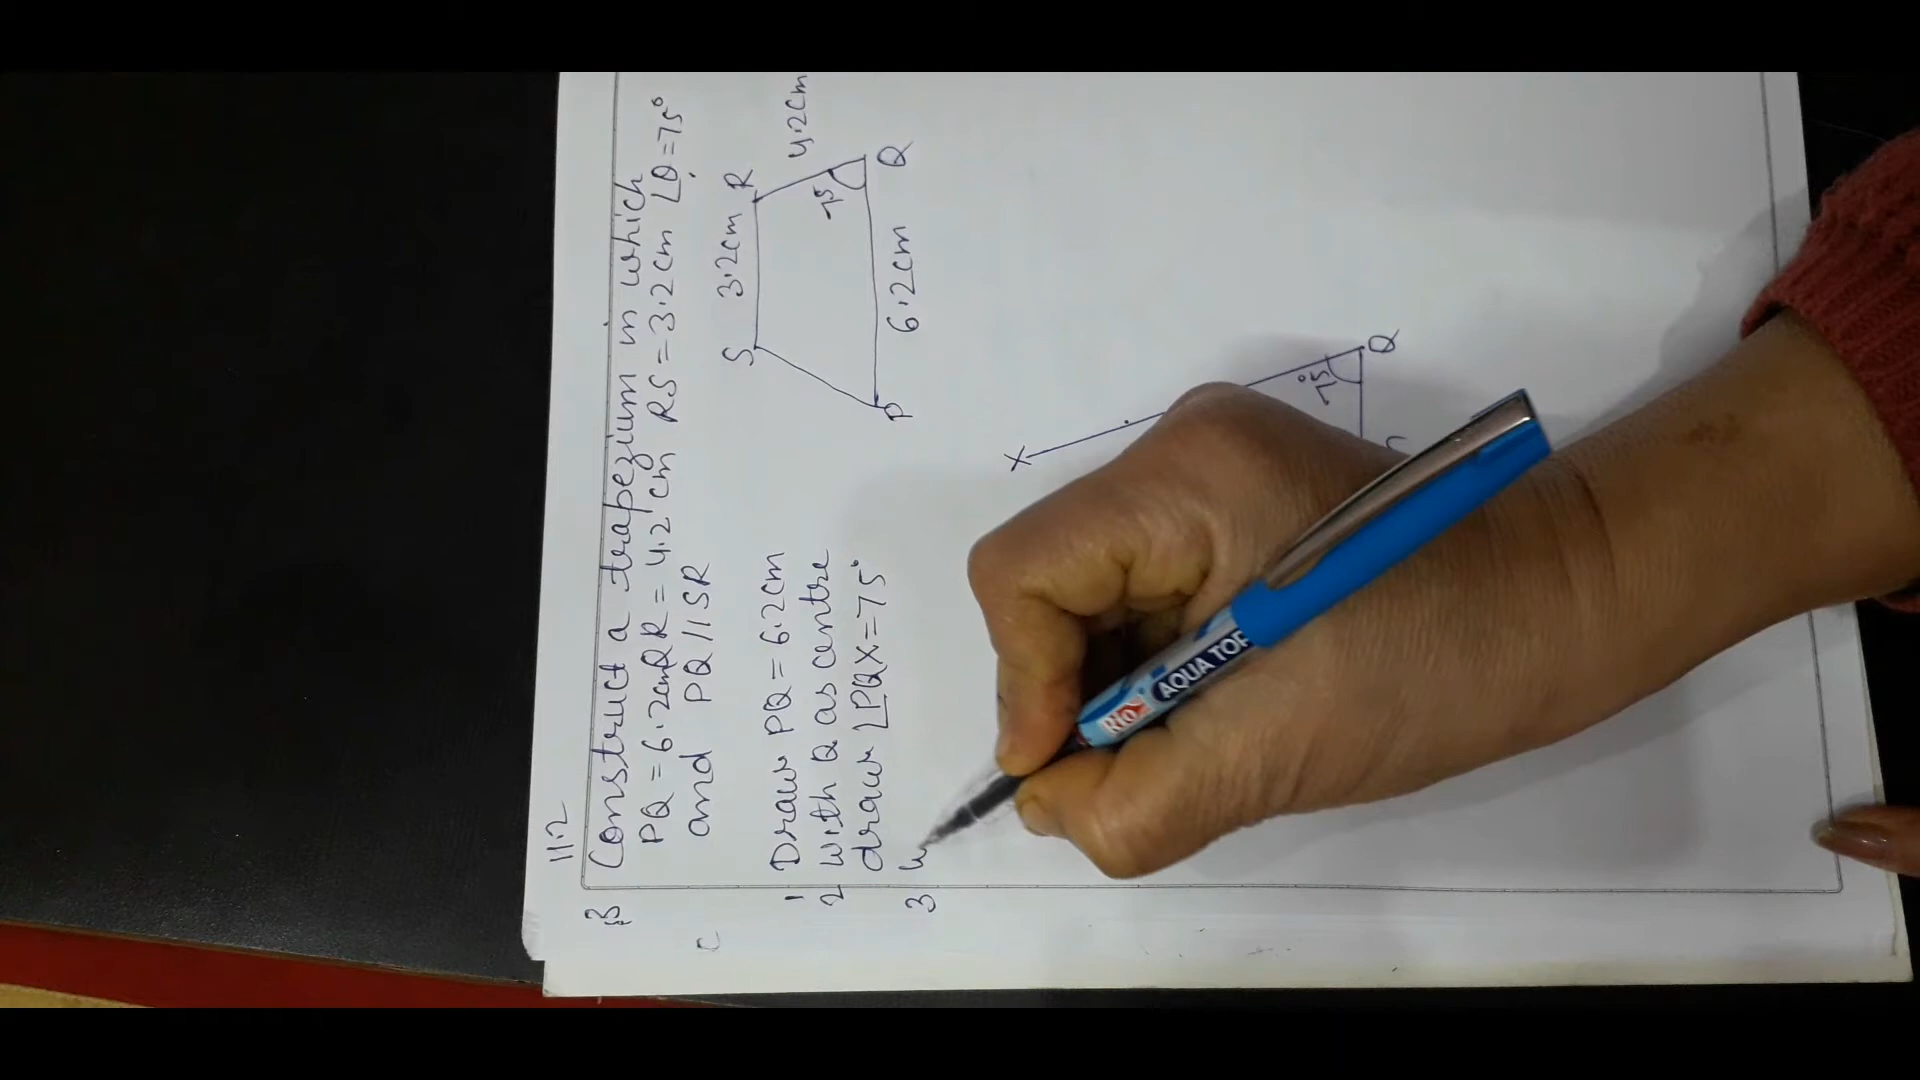 11.2
B Construct a trapezium in which
PQ = 6.2cm QR = 4.2 cm RS = 3.2 cm ∠Q = 75°
C and PQ // SR
S 3.2cm R
4.2cm
75
P 6.2cm Q
1 Draw PQ = 6.2cm
2 With Q as centre
draw ∠PQX = 75°
3 W
X
75°
Q
Rio
AQUA TOP